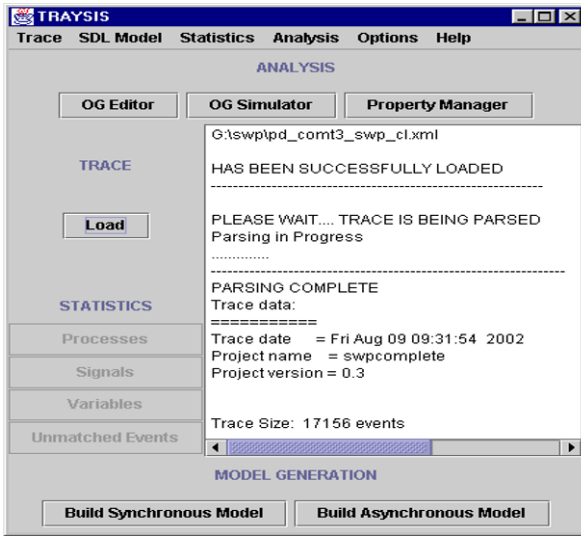 TRAYSIS
Trace SDL Model Statistics Analysis Options Help
ANALYSIS
OG Editor OG Simulator Property Manager
TRACE
Load
G:\swp\pd_comt3_swp_cl.xml
HAS BEEN SUCCESSFULLY LOADED
------------------------------------------------------------
PLEASE WAIT.... TRACE IS BEING PARSED
Parsing in Progress
..............
----------------------------------------------------------------
PARSING COMPLETE
Trace data:
===========
Trace date = Fri Aug 09 09:31:54 2002
Project name = swpcomplete
Project version = 0.3
Trace Size: 17156 events
STATISTICS
Processes
Signals
Variables
Unmatched Events
MODEL GENERATION
Build Synchronous Model Build Asynchronous Model